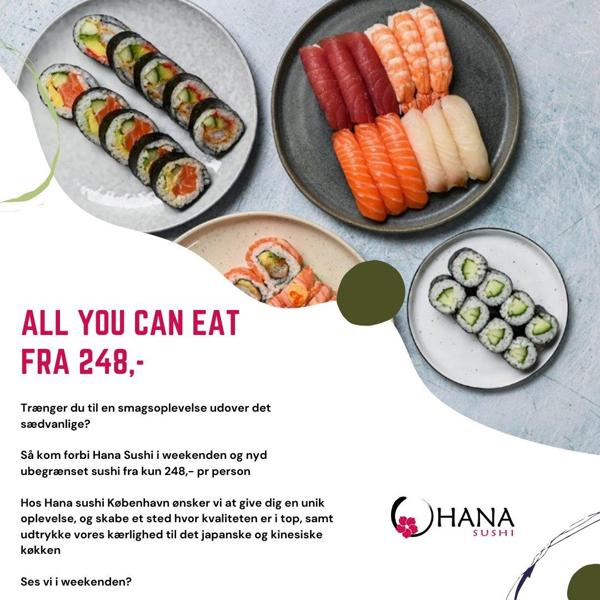 ALL YOU CAN EAT
FRA 248,-
Trænger du til en smagsoplevelse udover det
sædvanlige?
Så kom forbi Hana Sushi i weekenden og nyd
ubegrænset sushi fra kun 248,- pr person
Hos Hana sushi København ønsker vi at give dig en unik
oplevelse, og skabe et sted hvor kvaliteten er i top, samt
udtrykke vores kærlighed til det japanske og kinesiske
køkken
Ses vi i weekenden?
HANA
SUSHI